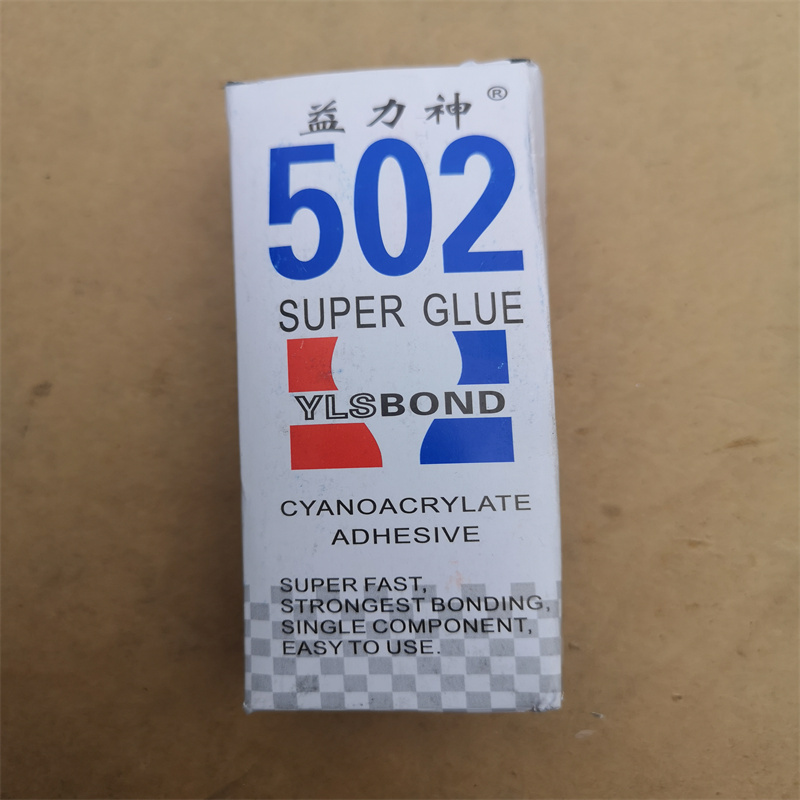 益力神®
502
SUPER GLUE
YLSBOND
CYANOACRYLATE
ADHESIVE
SUPER FAST,
STRONGEST BONDING,
SINGLE COMPONENT,
EASY TO USE.